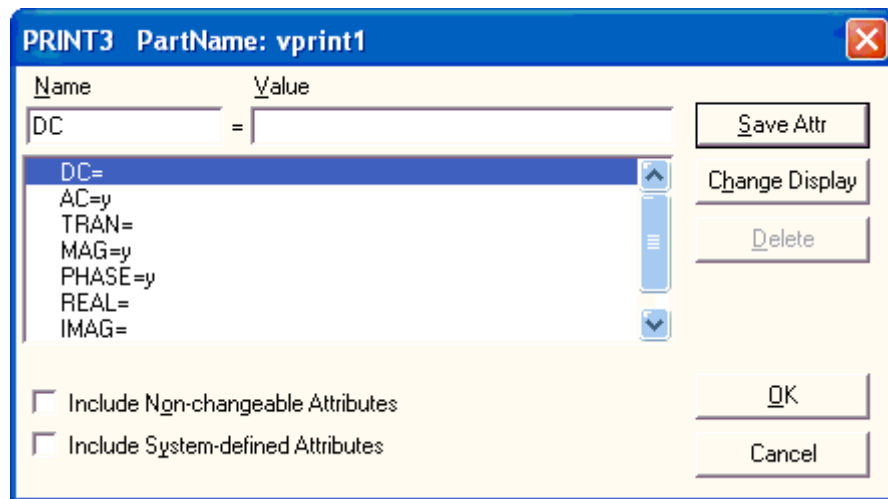 PRINT3 PartName: vprint1
Name Value
DC = 
Save Attr
DC=
AC=y
TRAN=
MAG=y
PHASE=y
REAL=
IMAG=
Change Display
Delete
Include Non-changeable Attributes
Include System-defined Attributes
OK
Cancel